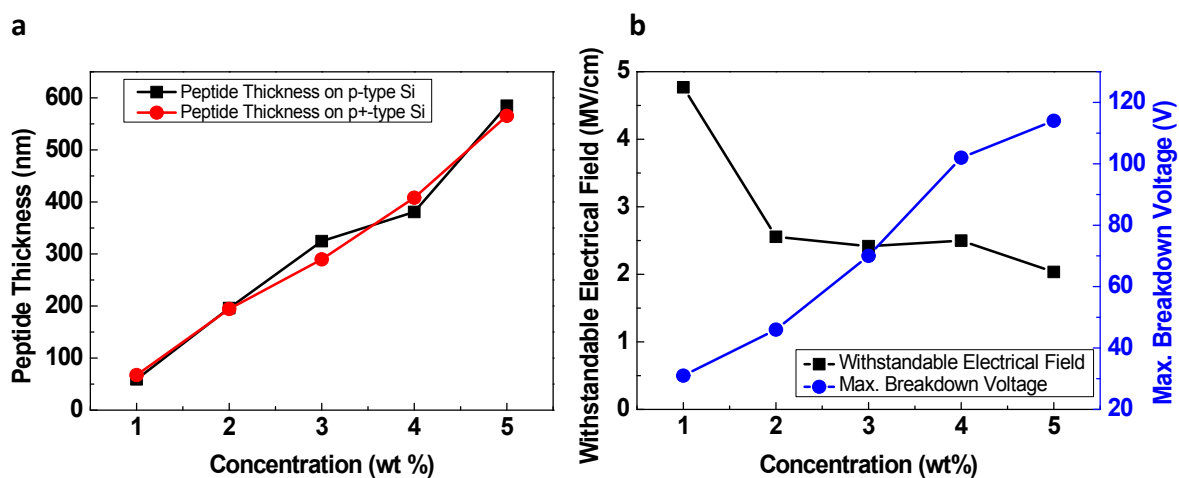 a
Peptide Thickness (nm)
600
500
400
300
200
100
0
Peptide Thickness on p-type Si
Peptide Thickness on p+-type Si
1 2 3 4 5
Concentration (wt %)
b
Withstandable Electrical Field (MV/cm)
5
4
3
2
1
0
Withstandable Electrical Field
Max. Breakdown Voltage
120
100
80
60
40
20
Max. Breakdown Voltage (V)
1 2 3 4 5
Concentration (wt%)